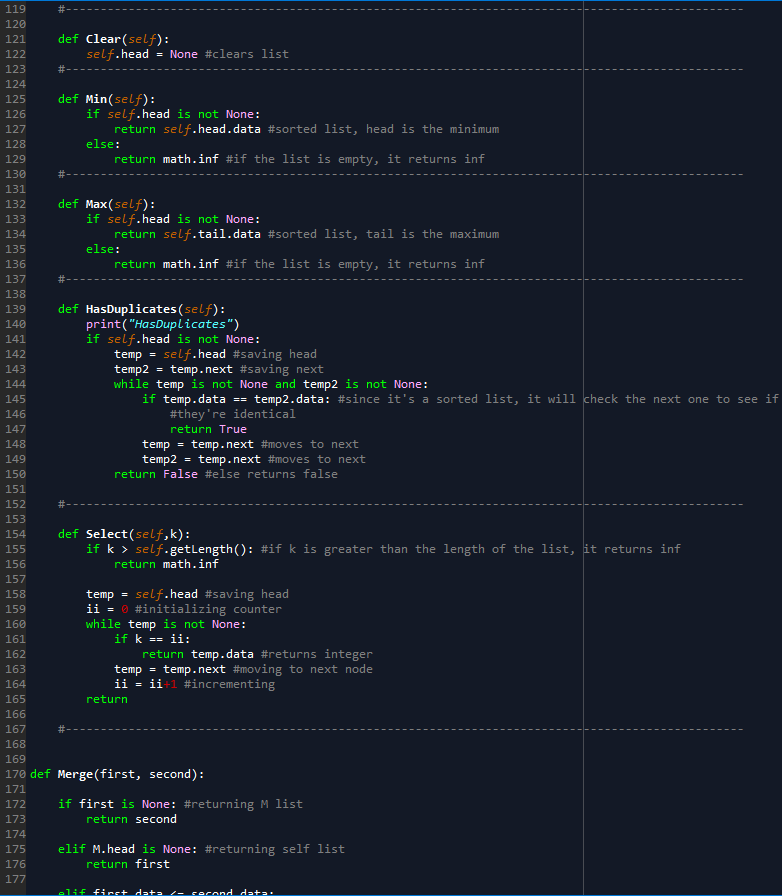 119 #-------------------------------------------------------------------------------------------------
120
121 def Clear(self):
122 self.head = None #clears list
123 #-------------------------------------------------------------------------------------------------
124
125 def Min(self):
126 if self.head is not None:
127 return self.head.data #sorted list, head is the minimum
128 else:
129 return math.inf #if the list is empty, it returns inf
130 #-------------------------------------------------------------------------------------------------
131
132 def Max(self):
133 if self.head is not None:
134 return self.tail.data #sorted list, tail is the maximum
135 else:
136 return math.inf #if the list is empty, it returns inf
137 #-------------------------------------------------------------------------------------------------
138
139 def HasDuplicates(self):
140 print("HasDuplicates")
141 if self.head is not None:
142 temp = self.head #saving head
143 temp2 = temp.next #saving next
144 while temp is not None and temp2 is not None:
145 if temp.data == temp2.data: #since it's a sorted list, it will check the next one to see if
146 #they're identical
147 return True
148 temp = temp.next #moves to next
149 temp2 = temp.next #moves to next
150 return False #else returns false
151
152 #-------------------------------------------------------------------------------------------------
153
154 def Select(self,k):
155 if k > self.getLength(): #if k is greater than the length of the list, it returns inf
156 return math.inf
157
158 temp = self.head #saving head
159 ii = 0 #initializing counter
160 while temp is not None:
161 if k == ii:
162 return temp.data #returns integer
163 temp = temp.next #moving to next node
164 ii = ii+1 #incrementing
165 return
166
167 #-------------------------------------------------------------------------------------------------
168
169
170 def Merge(first, second):
171
172 if first is None: #returning M list
173 return second
174
175 elif M.head is None: #returning self list
176 return first
177
elif first.data <= second.data: